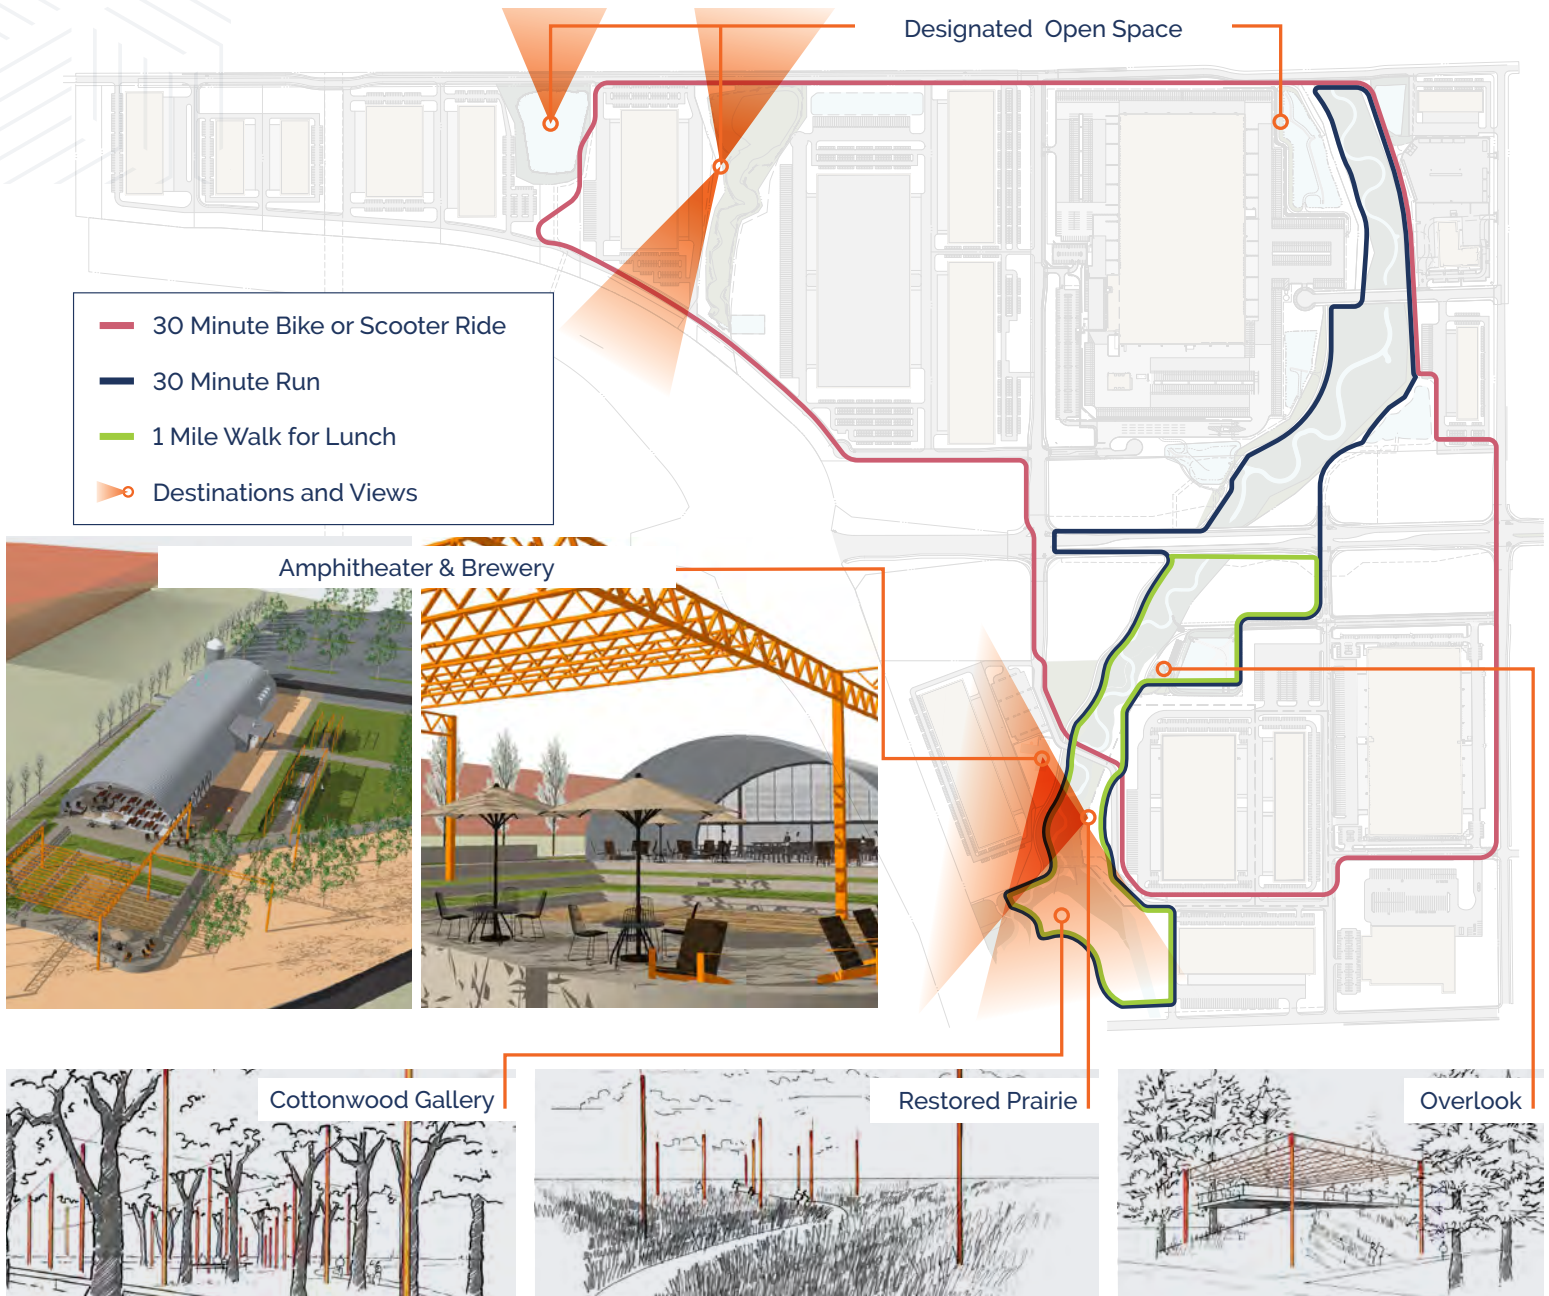 Designated Open Space
30 Minute Bike or Scooter Ride
30 Minute Run
1 Mile Walk for Lunch
Destinations and Views
Amphitheater & Brewery
Cottonwood Gallery
Restored Prairie
Overlook